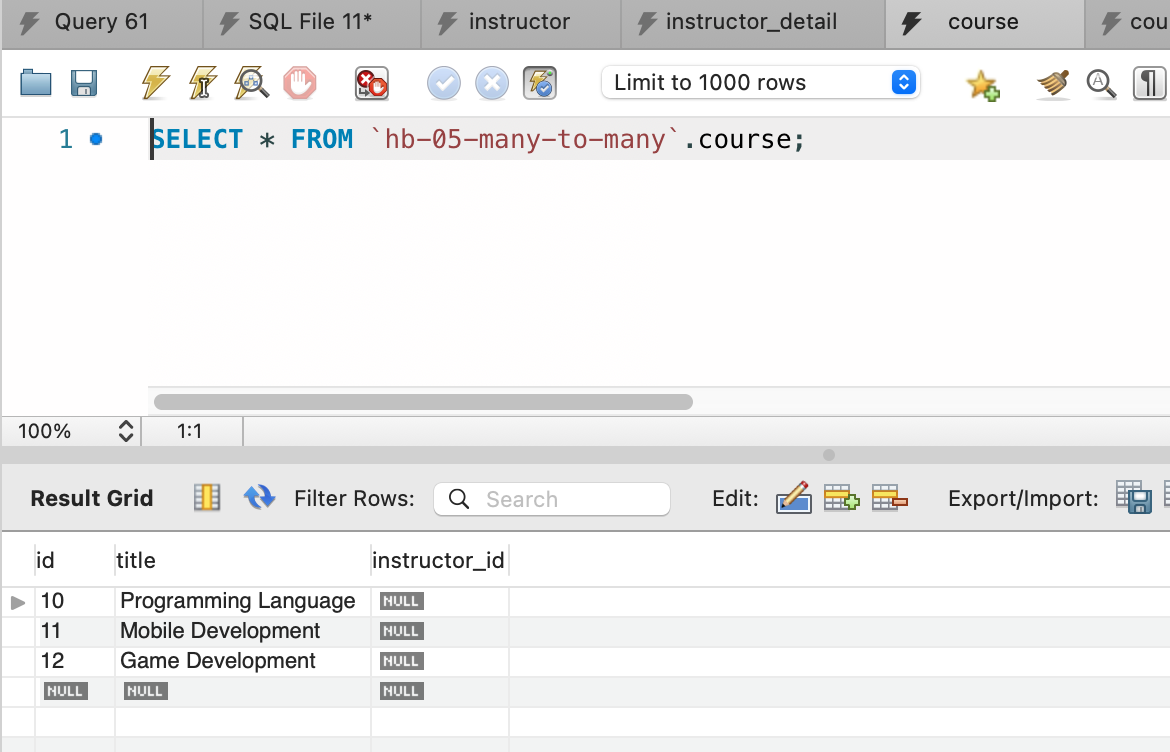 Query 61 SQL File 11* instructor instructor_detail course cou
Limit to 1000 rows
1 SELECT * FROM `hb-05-many-to-many`.course;
100% 1:1
Result Grid Filter Rows: Search Edit: Export/Import:
id title instructor_id
10 Programming Language NULL
11 Mobile Development NULL
12 Game Development NULL
NULL NULL NULL